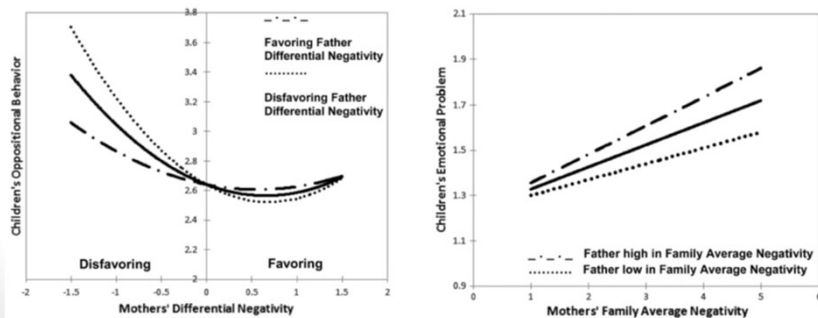 Children's Oppositional Behavior
3.8
3.6
3.4
3.2
3
2.8
2.6
2.4
2.2
2
Favoring Father
Differential Negativity
Disfavoring Father
Differential Negativity
Disfavoring
Favoring
-2
-1.5
-1
-0.5
0
0.5
1
1.5
2
Mothers' Differential Negativity
Children's Emotional Problem
2.1
1.9
1.7
1.5
1.3
1.1
0.9
Father high in Family Average Negativity
Father low in Family Average Negativity
0
1
2
3
4
5
6
Mothers' Family Average Negativity